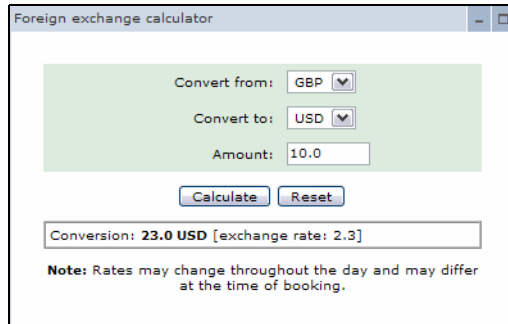 Foreign exchange calculator
Convert from: GBP
Convert to: USD
Amount: 10.0
Calculate Reset
Conversion: 23.0 USD [exchange rate: 2.3]
Note: Rates may change throughout the day and may differ
at the time of booking.